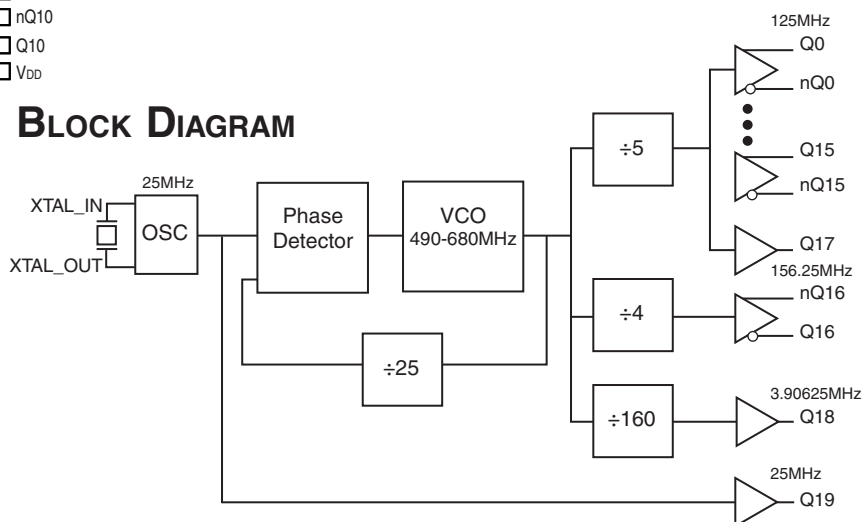 nQ10
Q10
VDD
BLOCK DIAGRAM
125MHz
Q0
nQ0
÷5
Q15
nQ15
25MHz
XTAL_IN
OSC
XTAL_OUT
Phase
Detector
VCO
490-680MHz
Q17
156.25MHz
nQ16
÷4
Q16
÷25
3.90625MHz
÷160
Q18
25MHz
Q19